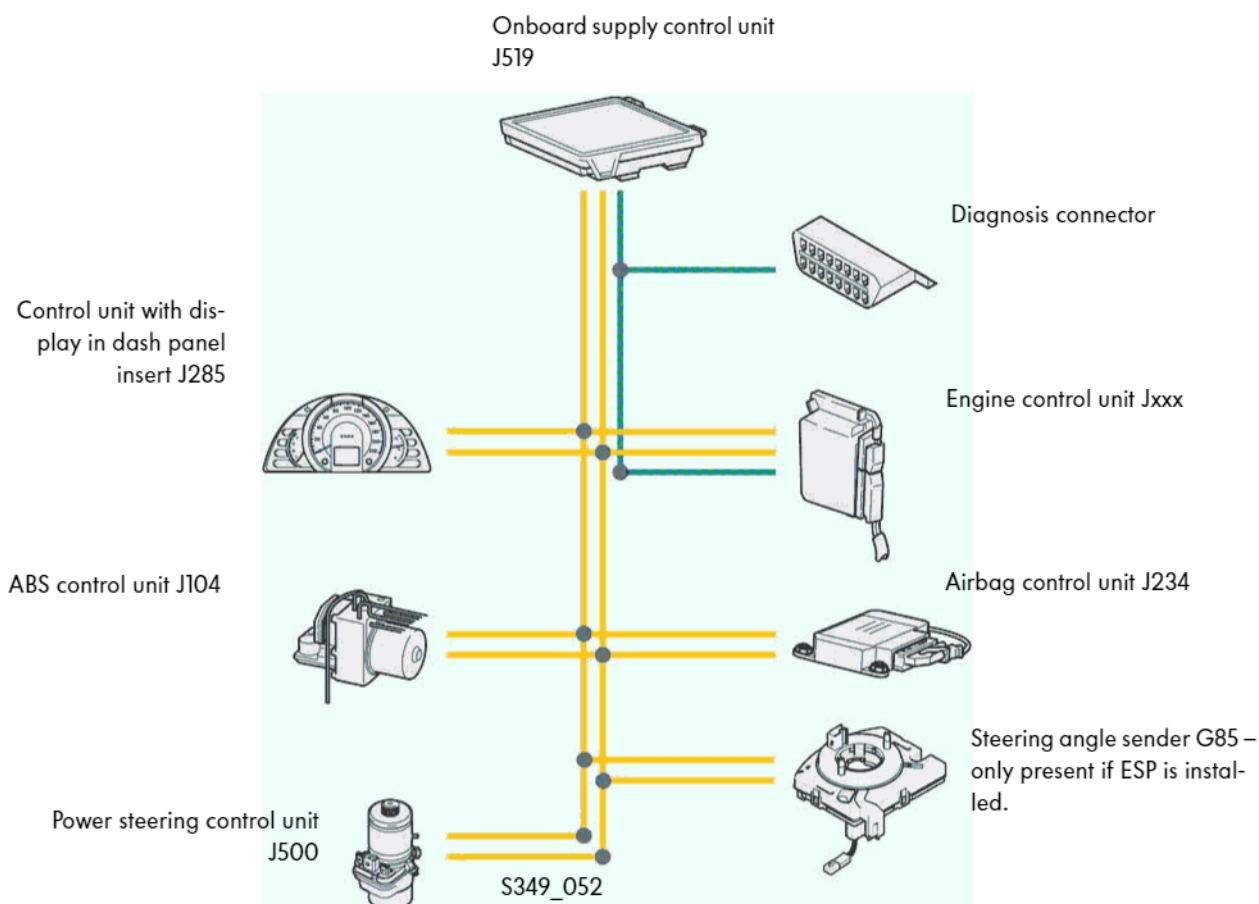 Onboard supply control unit
J519
Diagnosis connector
Control unit with dis-
play in dash panel
insert J285
Engine control unit Jxxx
ABS control unit J104
Airbag control unit J234
Steering angle sender G85 –
only present if ESP is instal-
led.
Power steering control unit
J500
S349_052